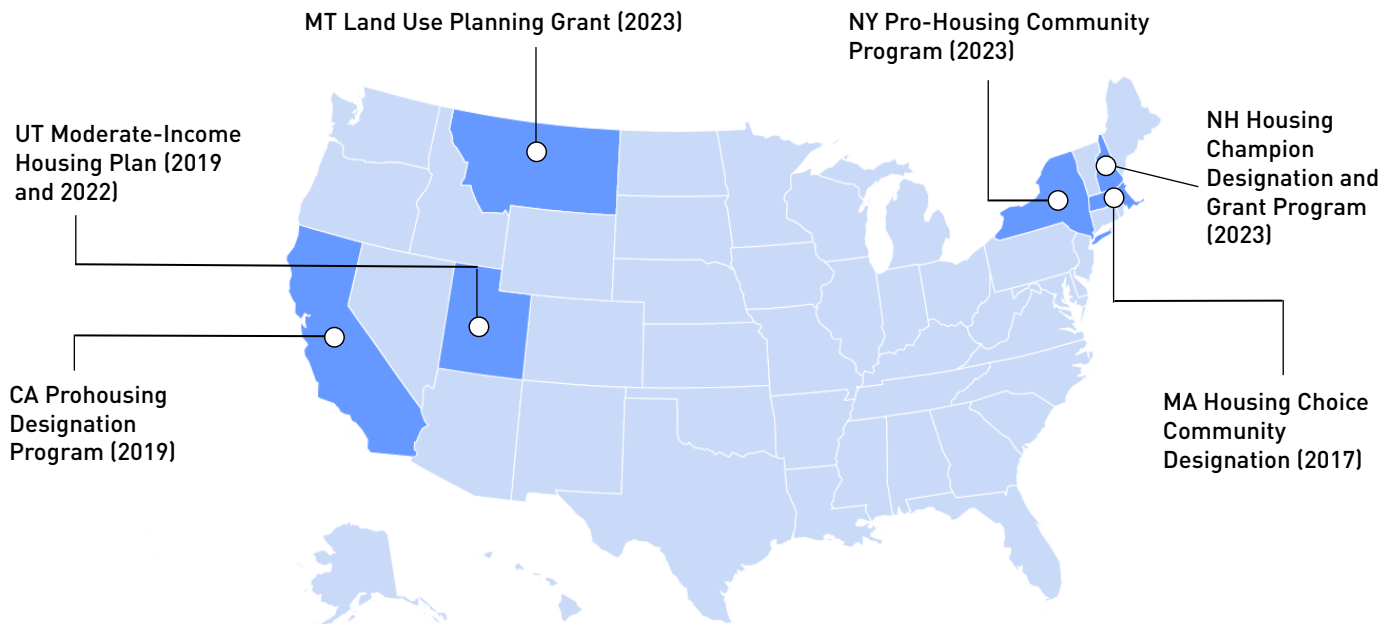 MT Land Use Planning Grant (2023)
NY Pro-Housing Community
Program (2023)
UT Moderate-Income
Housing Plan (2019
and 2022)
NH Housing
Champion
Designation and
Grant Program
(2023)
CA Prohousing
Designation
Program (2019)
MA Housing Choice
Community
Designation (2017)